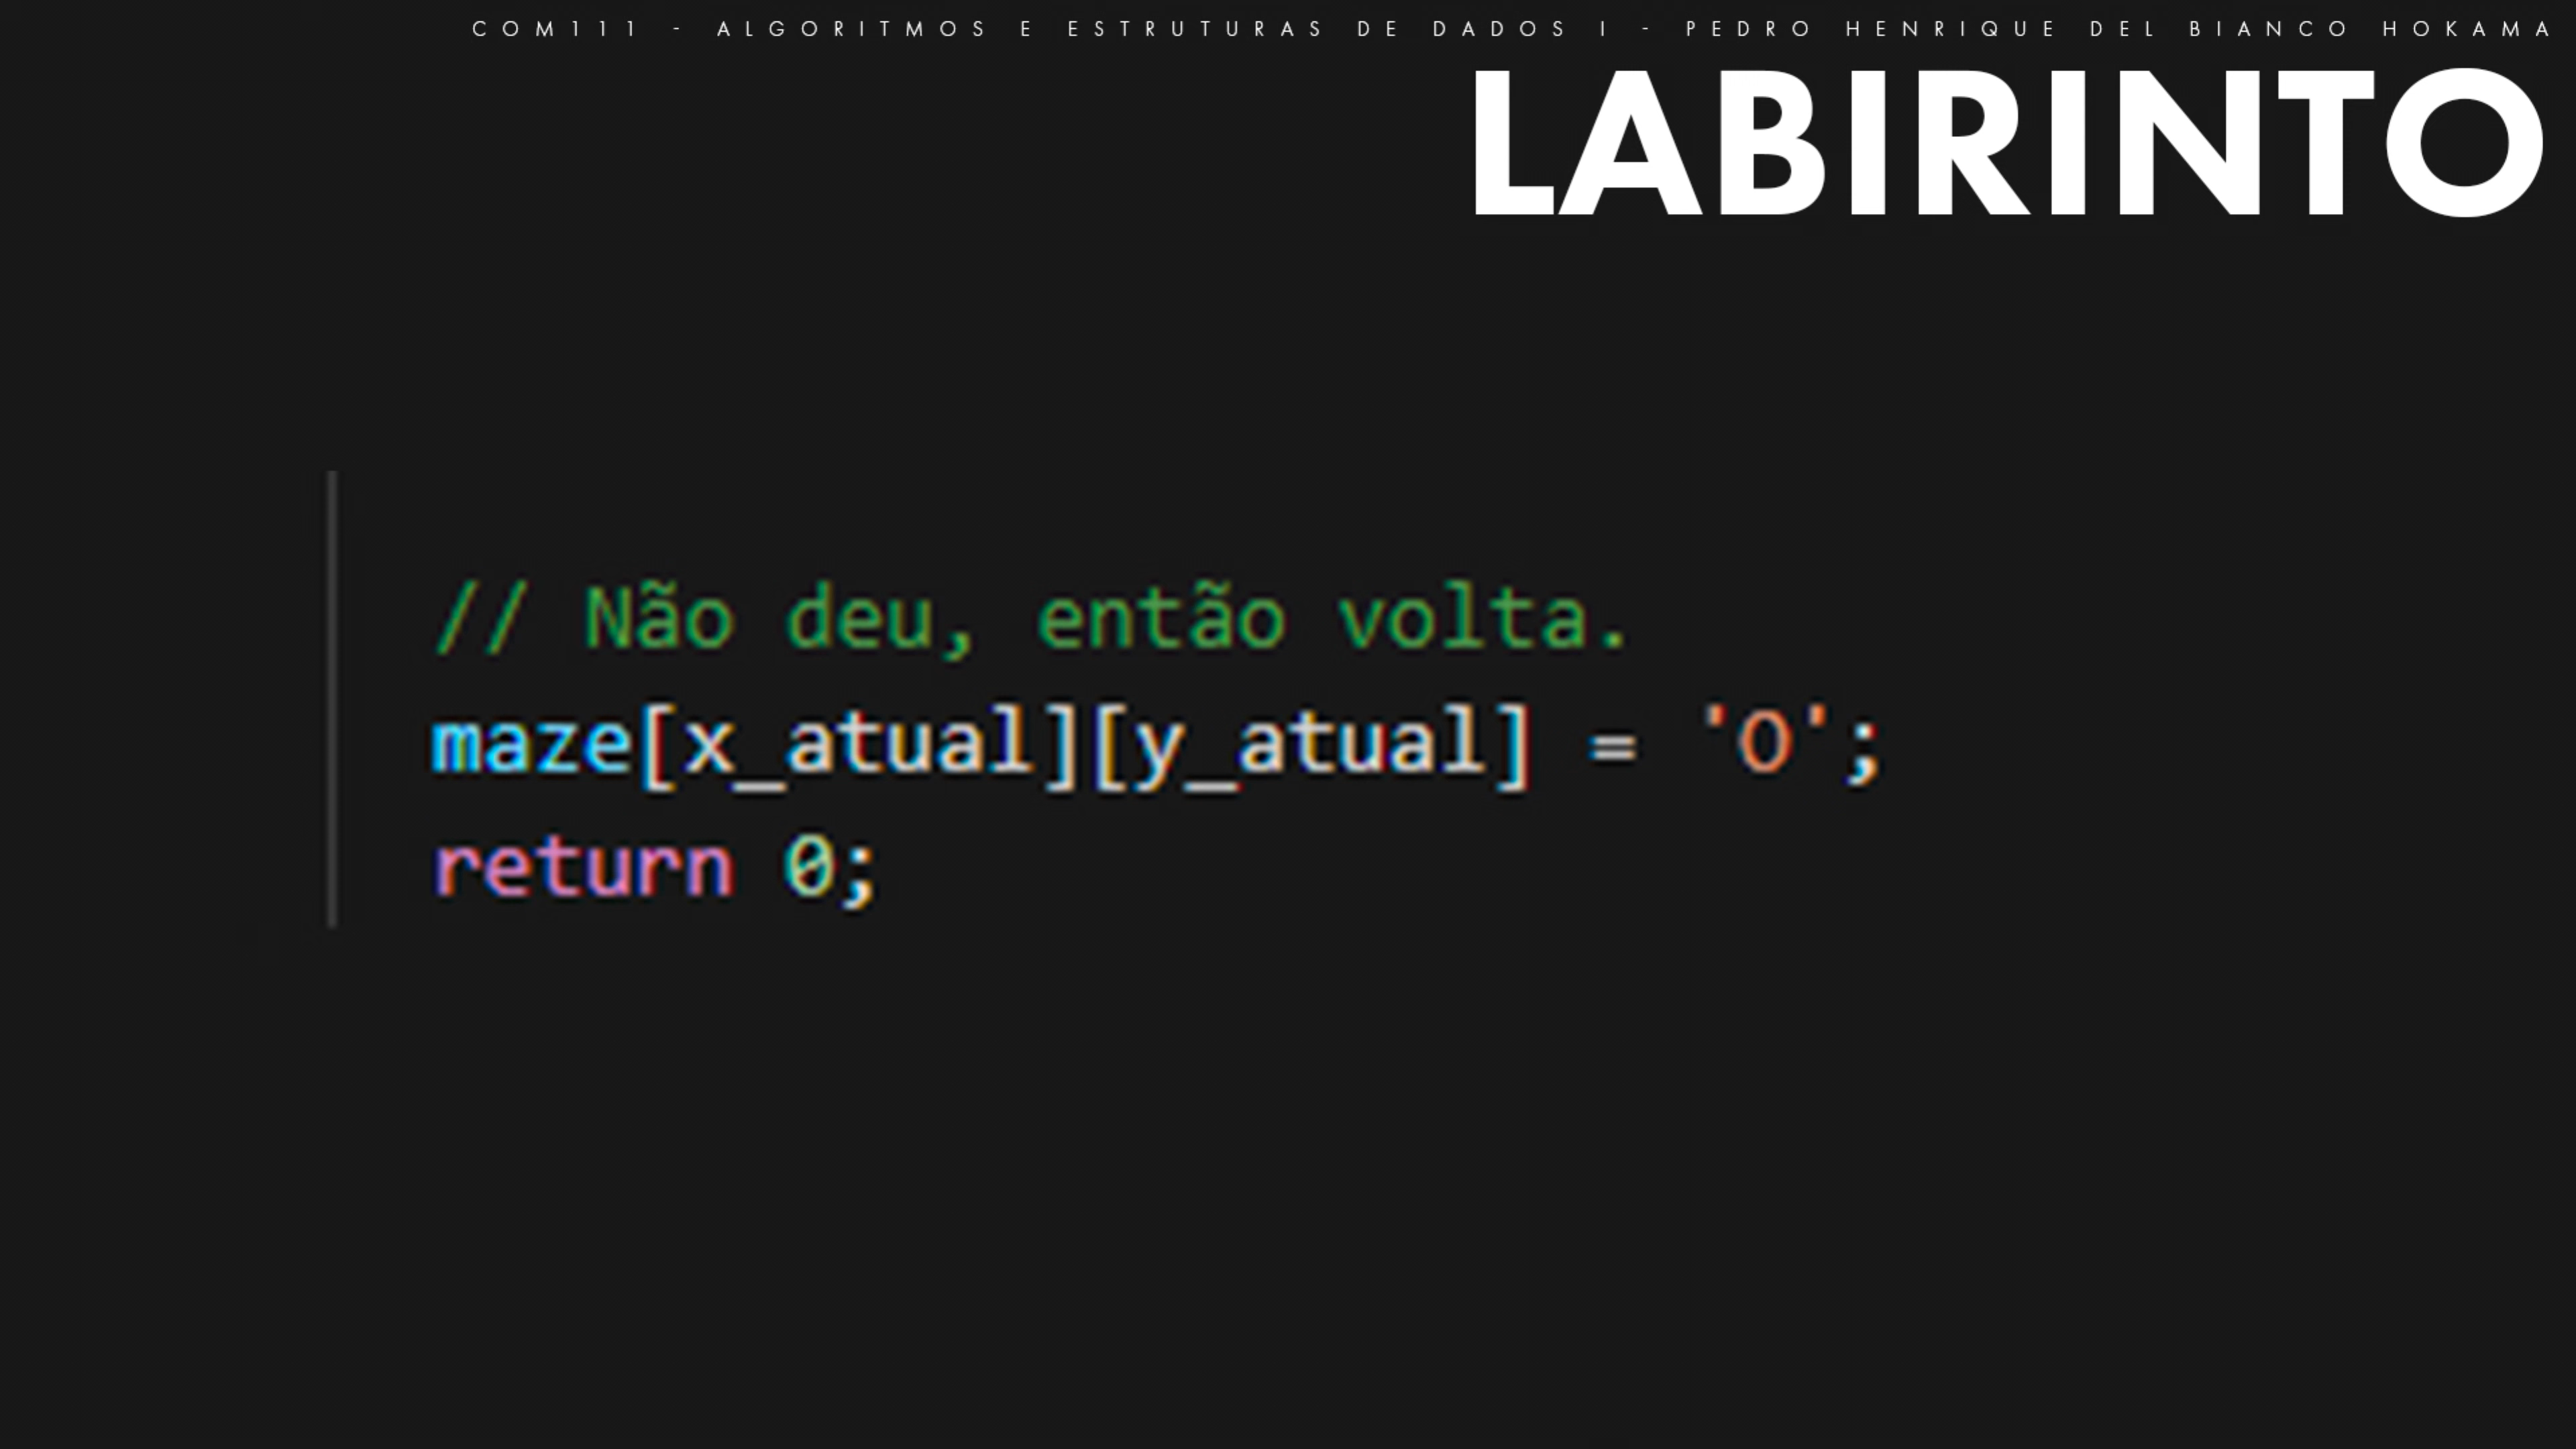 COM111 - ALGORITMOS E ESTRUTURAS DE DADOS I - PEDRO HENRIQUE DEL BIANCO HOKAMA
LABIRINTO
// Não deu, então volta.
maze[x_atual][y_atual] = 'O';
return 0;